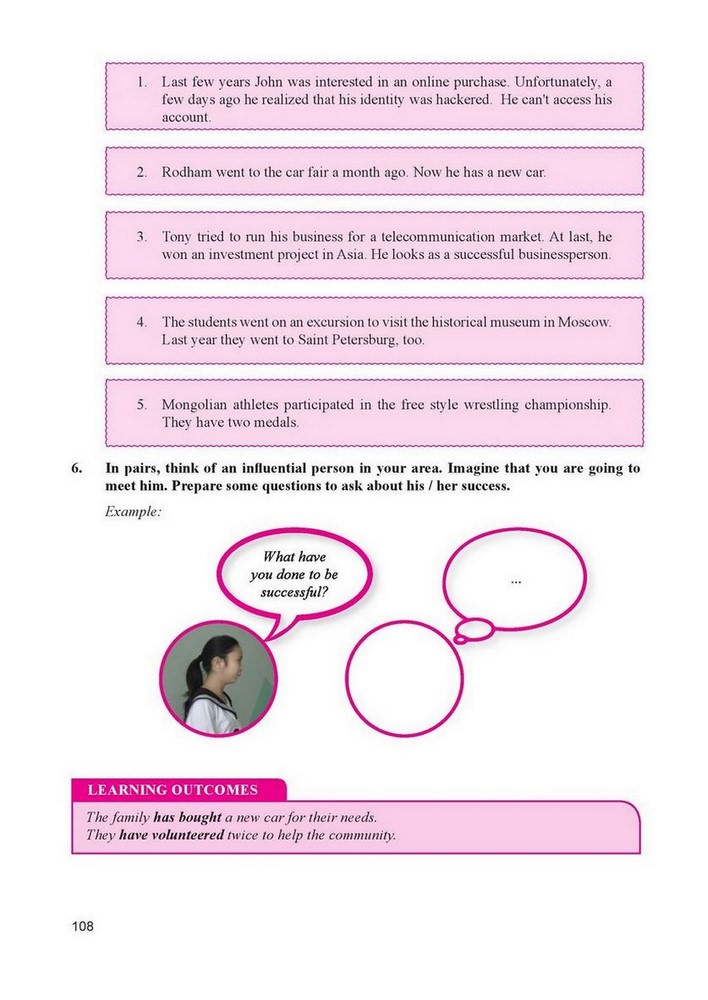 1. Last few years John was interested in an online purchase. Unfortunately, a
few days ago he realized that his identity was hackered. He can't access his
account.
2. Rodham went to the car fair a month ago. Now he has a new car.
3. Tony tried to run his business for a telecommunication market. At last, he
won an investment project in Asia. He looks as a successful businessperson.
4. The students went on an excursion to visit the historical museum in Moscow.
Last year they went to Saint Petersburg, too.
5. Mongolian athletes participated in the free style wrestling championship.
They have two medals.
6. In pairs, think of an influential person in your area. Imagine that you are going to
meet him. Prepare some questions to ask about his / her success.
Example:
What have
you done to be
successful?
...
LEARNING OUTCOMES
The family has bought a new car for their needs.
They have volunteered twice to help the community.
108